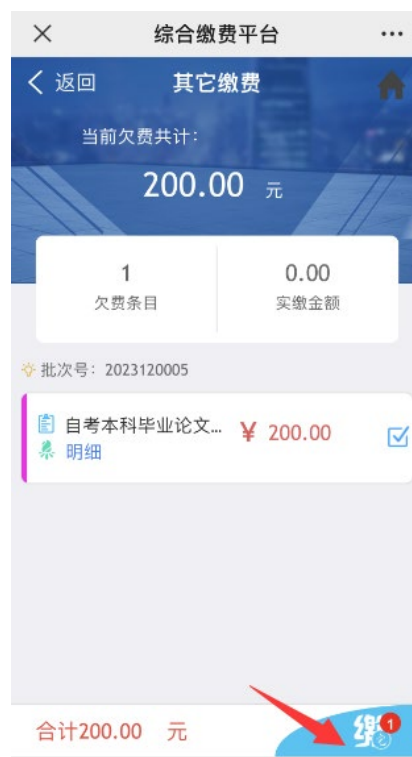 综合缴费平台
返回 其它缴费
当前欠费共计:
200.00 元
1 0.00
欠费条目 实缴金额
批次号: 2023120005
自考本科毕业论文... ¥ 200.00
明细
合计200.00 元 缴 1